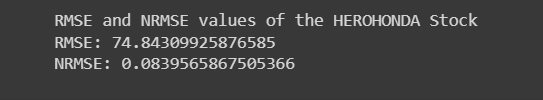 RMSE and NRMSE values of the HEROHONDA Stock
RMSE: 74.84309925876585
NRMSE: 0.0839565867505366